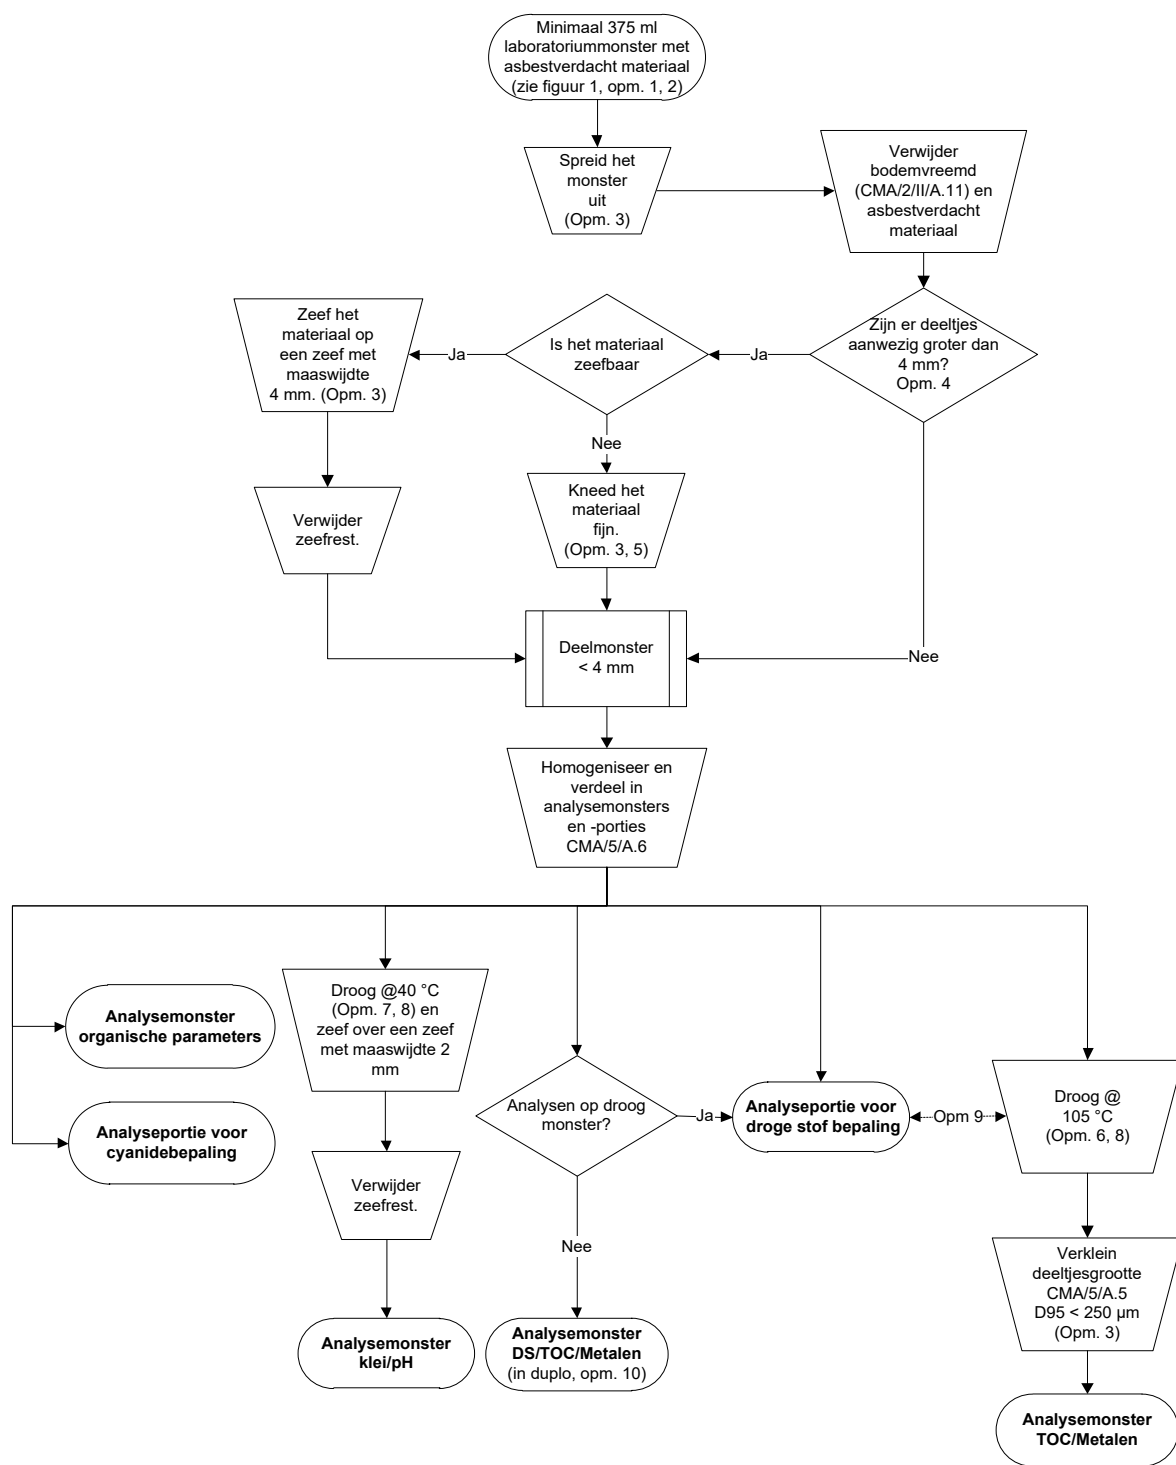 Minimaal 375 ml
laboratoriummonster met
asbestverdacht materiaal
(zie figuur 1, opm. 1, 2)
Spreid het
monster
uit
(Opm. 3)
Verwijder
bodemvreemd
(CMA/2/II/A.11) en
asbestverdacht
materiaal
Zijn er deeltjes
aanwezig groter dan
4 mm?
Opm. 4
Ja
Is het materiaal
zeefbaar
Ja
Zeef het
materiaal op
een zeef met
maaswijdte
4 mm. (Opm. 3)
Nee
Kneed het
materiaal
fijn.
(Opm. 3, 5)
Verwijder
zeefrest.
Deelmonster
< 4 mm
Nee
Homogeniseer en
verdeel in
analysemonsters
en -porties
CMA/5/A.6
Analysemonster
organische parameters
Analyseportie voor
cyanidebepaling
Droog @40 °C
(Opm. 7, 8) en
zeef over een zeef
met maaswijdte 2
mm
Verwijder
zeefrest.
Analysemonster
klei/pH
Analysen op droog
monster?
Ja
Nee
Analysemonster
DS/TOC/Metalen
(in duplo, opm. 10)
Analyseportie voor
droge stof bepaling
Opm 9
Droog @
105 °C
(Opm. 6, 8)
Verklein
deeltjesgrootte
CMA/5/A.5
D95 < 250 µm
(Opm. 3)
Analysemonster
TOC/Metalen